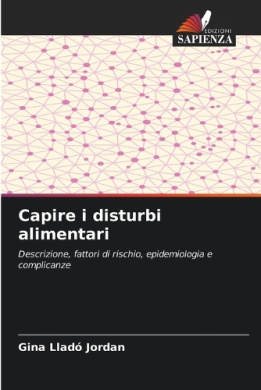 EDIZIONI
SAPIENZA
Capire i disturbi
alimentari
Descrizione, fattori di rischio, epidemiologia e
complicanze
Gina Lladó Jordan